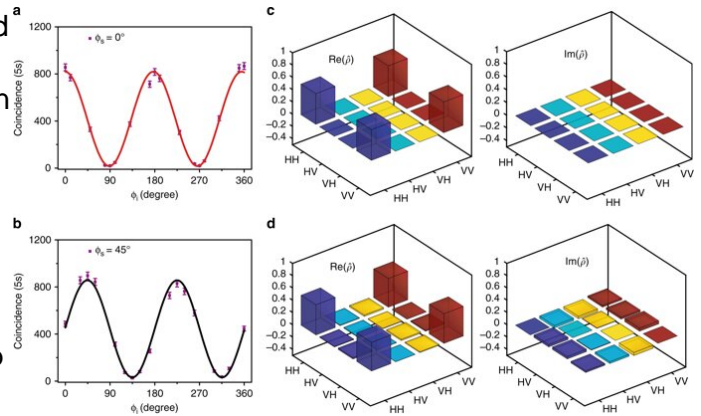 a
1200
800
400
0
Coincidence (5s)
ϕs = 0°
0 90 180 270 360
ϕi (degree)
b
1200
800
400
0
Coincidence (5s)
ϕs = 45°
0 90 180 270 360
ϕi (degree)
c
Re(ρ̂)
1
0.8
0.6
0.4
0.2
0
−0.2
−0.4
HH HV VH VV
HH HV VH VV
Im(ρ̂)
1
0.8
0.6
0.4
0.2
0
−0.2
−0.4
HH HV VH VV
HH HV VH VV
d
Re(ρ̂)
1
0.8
0.6
0.4
0.2
0
−0.2
−0.4
HH HV VH VV
HH HV VH VV
Im(ρ̂)
1
0.8
0.6
0.4
0.2
0
−0.2
−0.4
HH HV VH VV
HH HV VH VV